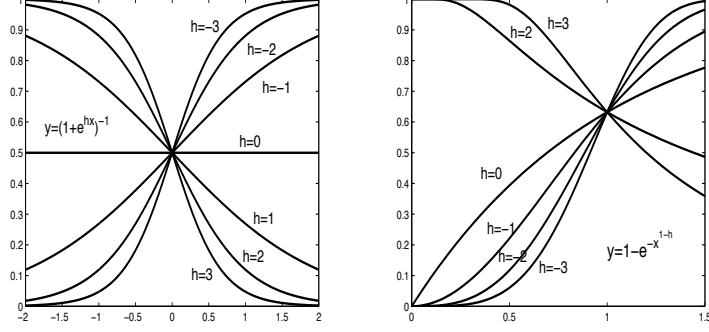 0.9
0.8
0.7
0.6
0.5
0.4
0.3
0.2
0.1
0
−2
−1.5
−1
−0.5
0
0.5
1
1.5
2
h=−3
h=−2
h=−1
y=(1+e^{hx})^{−1}
h=0
h=1
h=2
h=3
0.9
0.8
0.7
0.6
0.5
0.4
0.3
0.2
0.1
0
0
0.5
1
1.5
h=3
h=2
h=0
h=−1
h=−2
h=−3
y=1−e^{−x^{1−h}}